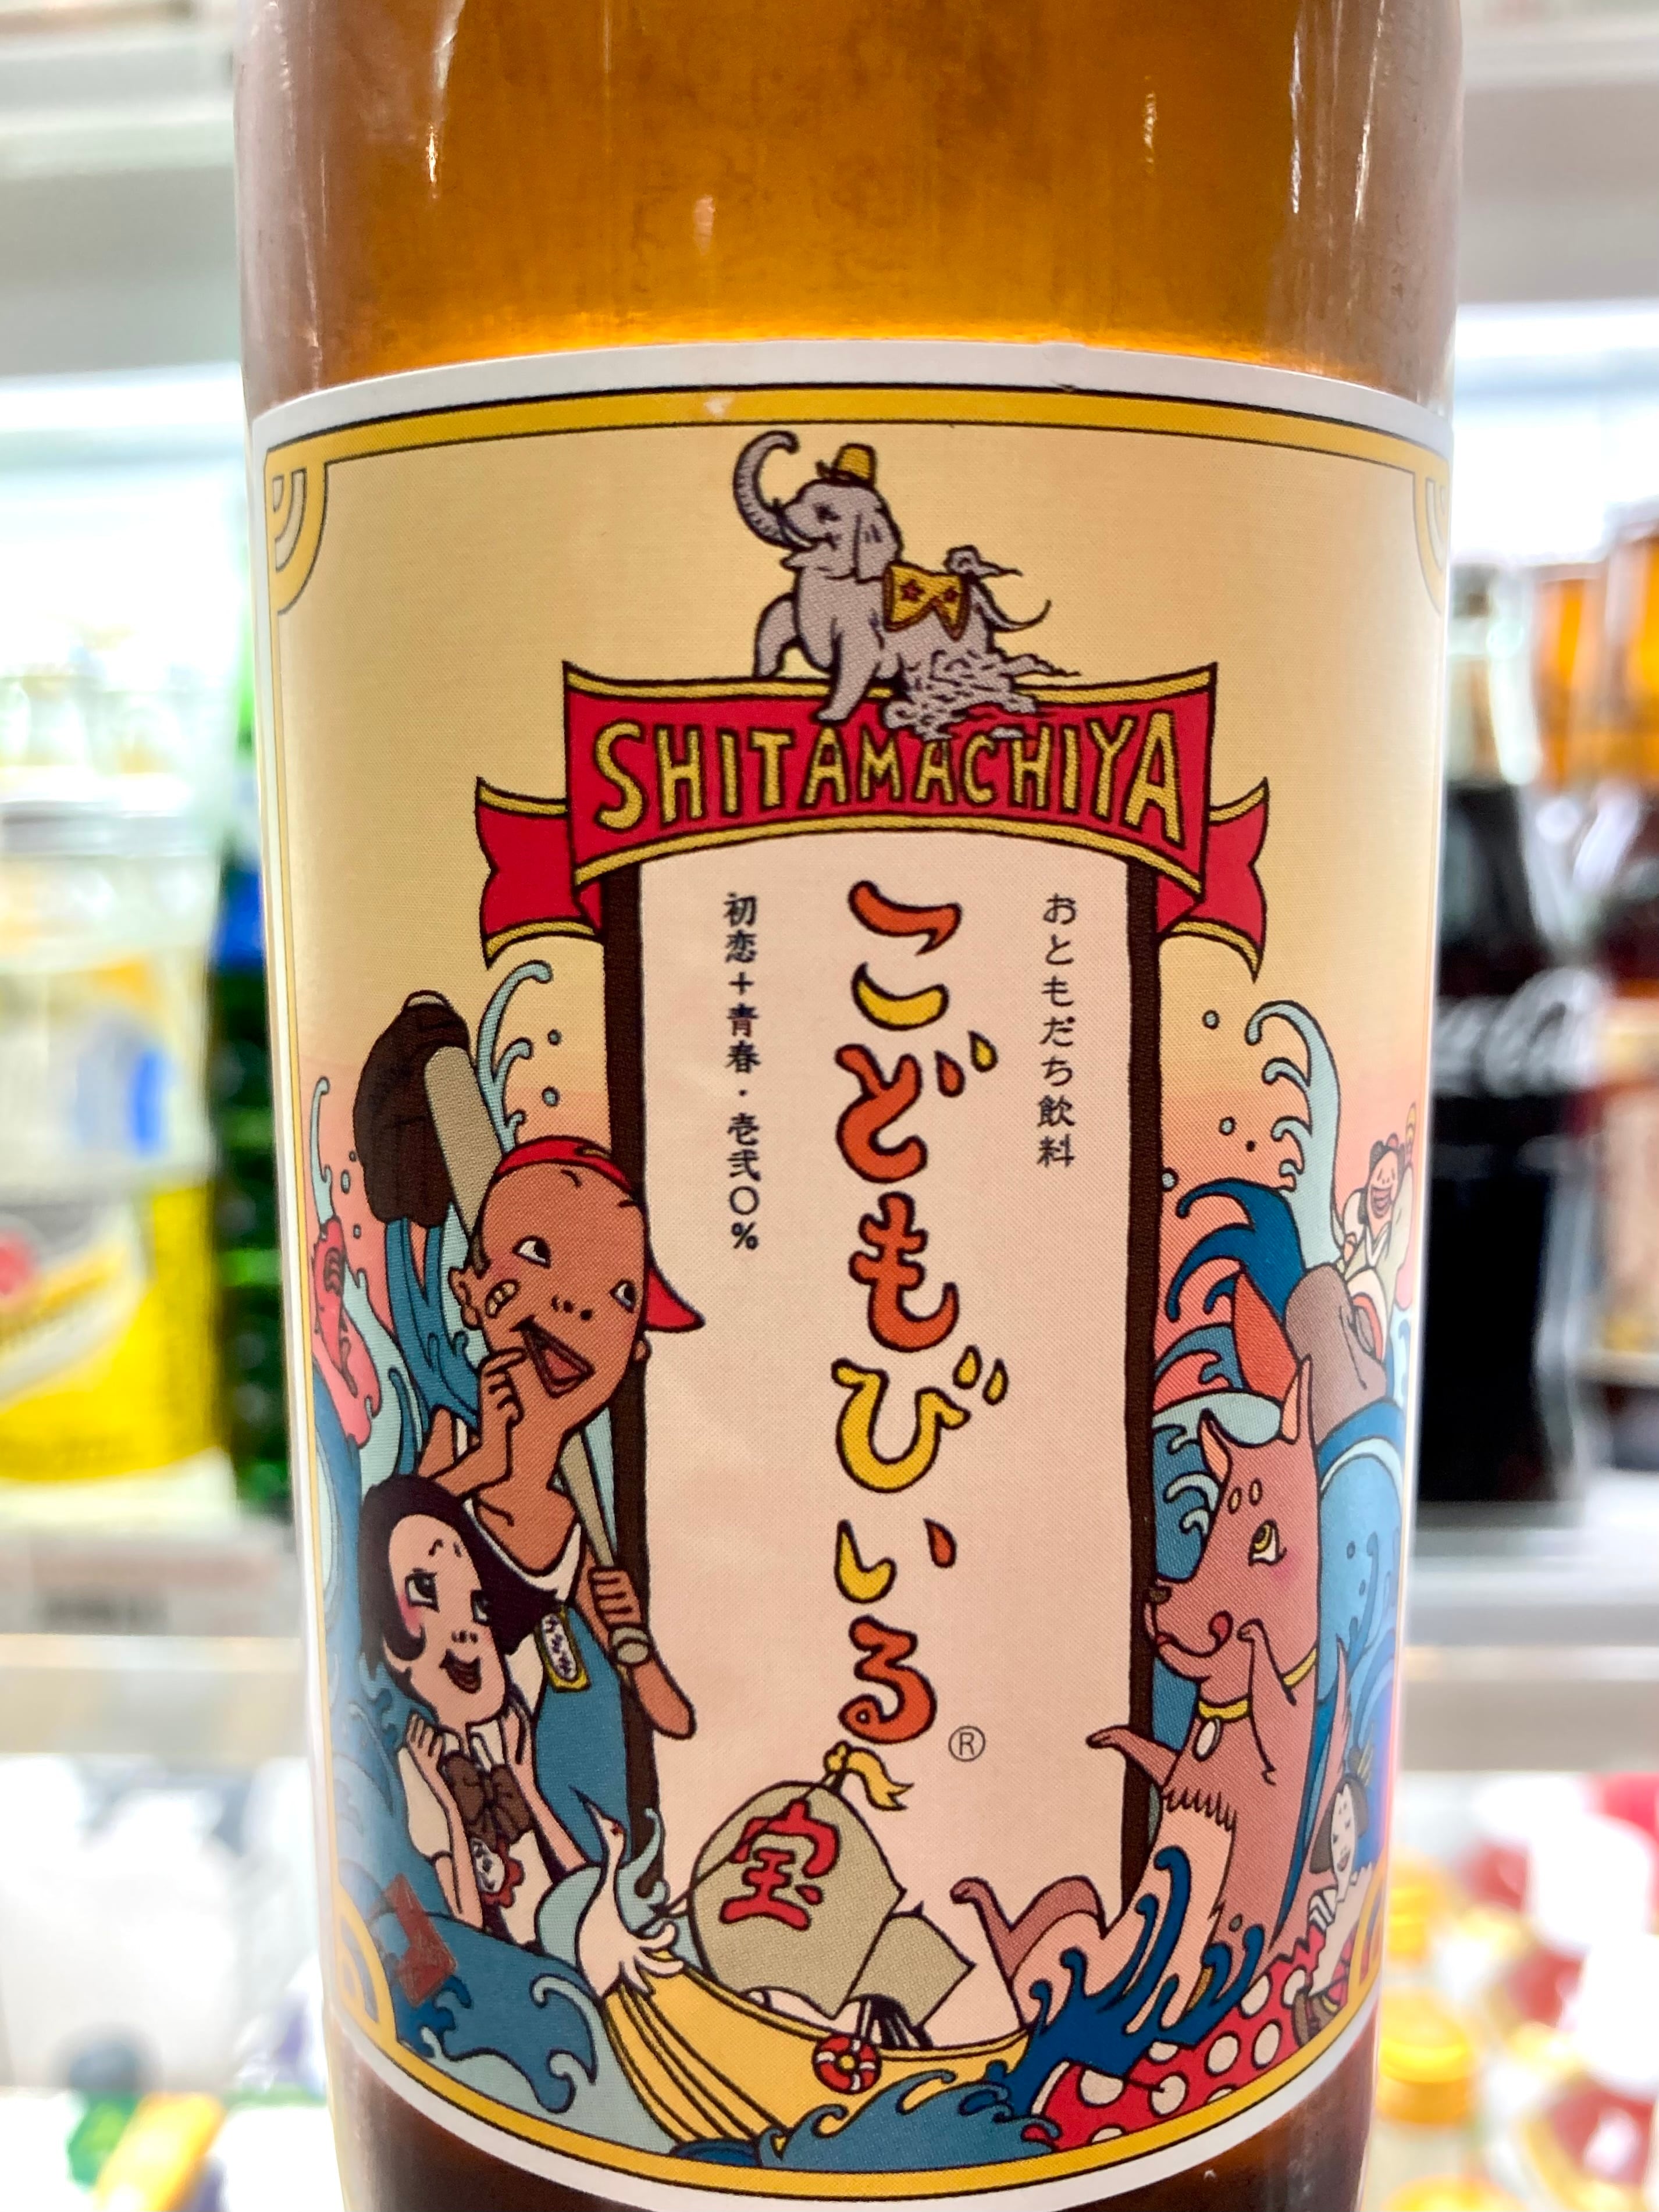 SHITAMACHIYA
おともだち飲料
こどもびいる
®
初恋＋青春・壱弐〇％
宝